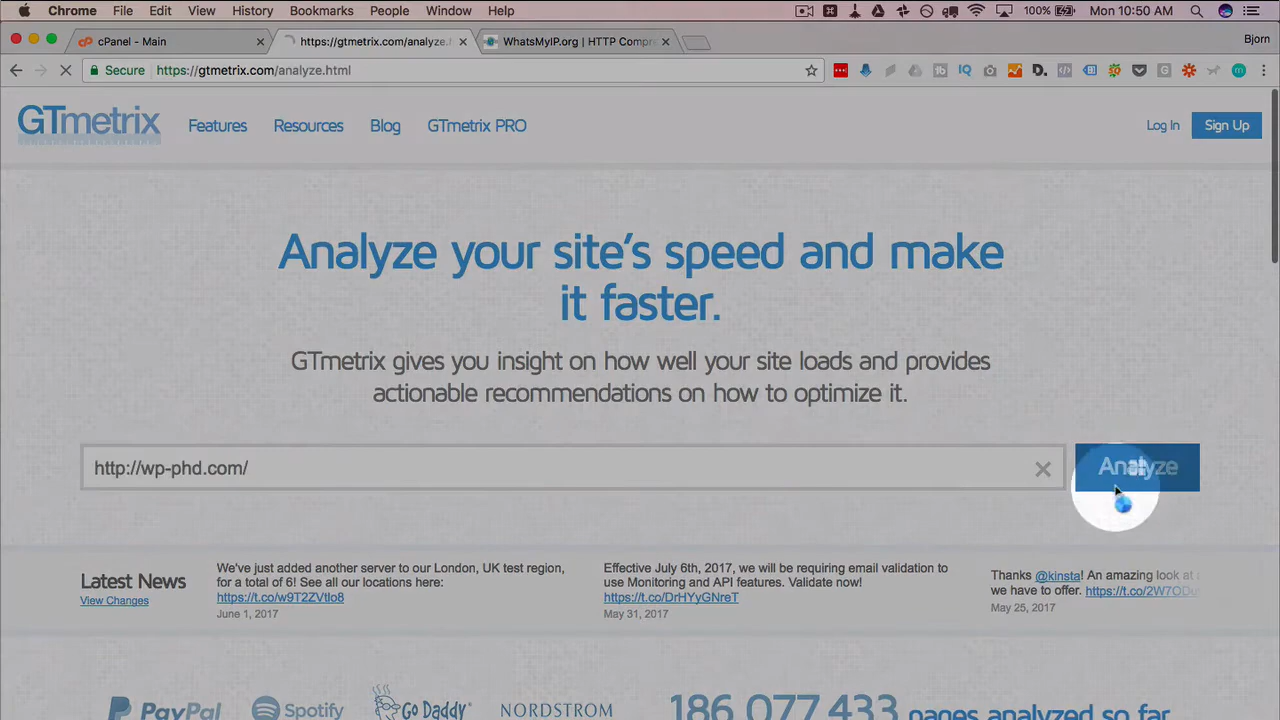 Chrome File Edit View History Bookmarks People Window Help 100% Mon 10:50 AM
cPanel - Main https://gtmetrix.com/analyze. WhatsMyIP.org | HTTP Compre Bjorn
Secure https://gtmetrix.com/analyze.html
GTmetrix Features Resources Blog GTmetrix PRO Log In Sign Up
Analyze your site's speed and make
it faster.
GTmetrix gives you insight on how well your site loads and provides
actionable recommendations on how to optimize it.
http://wp-phd.com/ Analyze
Latest News
View Changes
We've just added another server to our London, UK test region,
for a total of 6! See all our locations here:
https://t.co/w9T2ZVtIo8
June 1, 2017
Effective July 6th, 2017, we will be requiring email validation to
use Monitoring and API features. Validate now!
https://t.co/DrHYyGNreT
May 31, 2017
Thanks @kinsta! An amazing look at
we have to offer. https://t.co/2W7ODu
May 25, 2017
PayPal Spotify Go Daddy NORDSTROM 186,077,433 pages analyzed so far